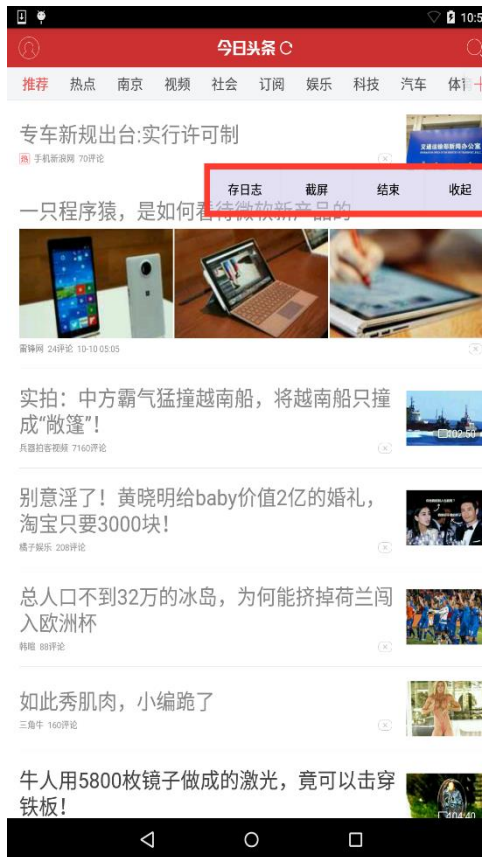 10:5
今日头条
推荐 热点 南京 视频 社会 订阅 娱乐 科技 汽车 体育
专车新规出台:实行许可制
热 手机新浪网 70评论
存日志 截屏 结束 收起
一只程序猿，是如何看待微软新产品的
雷锋网 24评论 10-10 05:05
实拍：中方霸气猛撞越南船，将越南船只撞
成“敞篷”！
兵器拍客视频 7160评论
02:50
别意淫了！黄晓明给baby价值2亿的婚礼，
淘宝只要3000块！
橘子娱乐 208评论
总人口不到32万的冰岛，为何能挤掉荷兰闯
入欧洲杯
韩暄 88评论
如此秀肌肉，小编跪了
三角牛 160评论
牛人用5800枚镜子做成的激光，竟可以击穿
铁板！
04:40